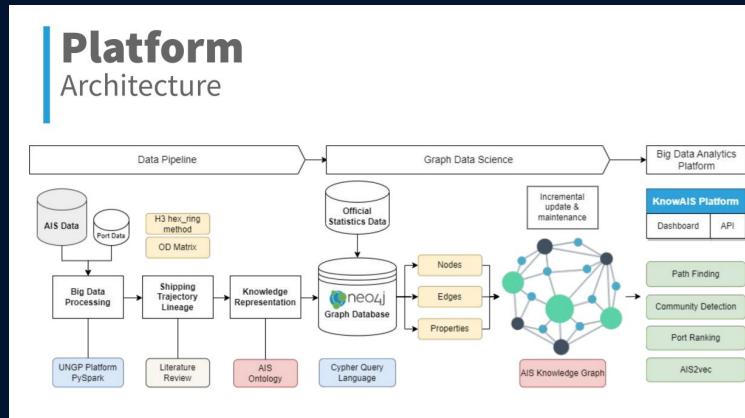 Platform
Architecture
Data Pipeline
Graph Data Science
Big Data Analytics
Platform
AIS Data
Port Data
H3 hex_ring
method
OD Matrix
Official
Statistics Data
Incremental
update &
maintenance
KnowAIS Platform
Dashboard
API
Big Data
Processing
Shipping
Trajectory
Lineage
Knowledge
Representation
neo4j
Graph Database
Nodes
Edges
Properties
Path Finding
Community Detection
Port Ranking
AIS2vec
UNGP Platform
PySpark
Literature
Review
AIS
Ontology
Cypher Query
Language
AIS Knowledge Graph